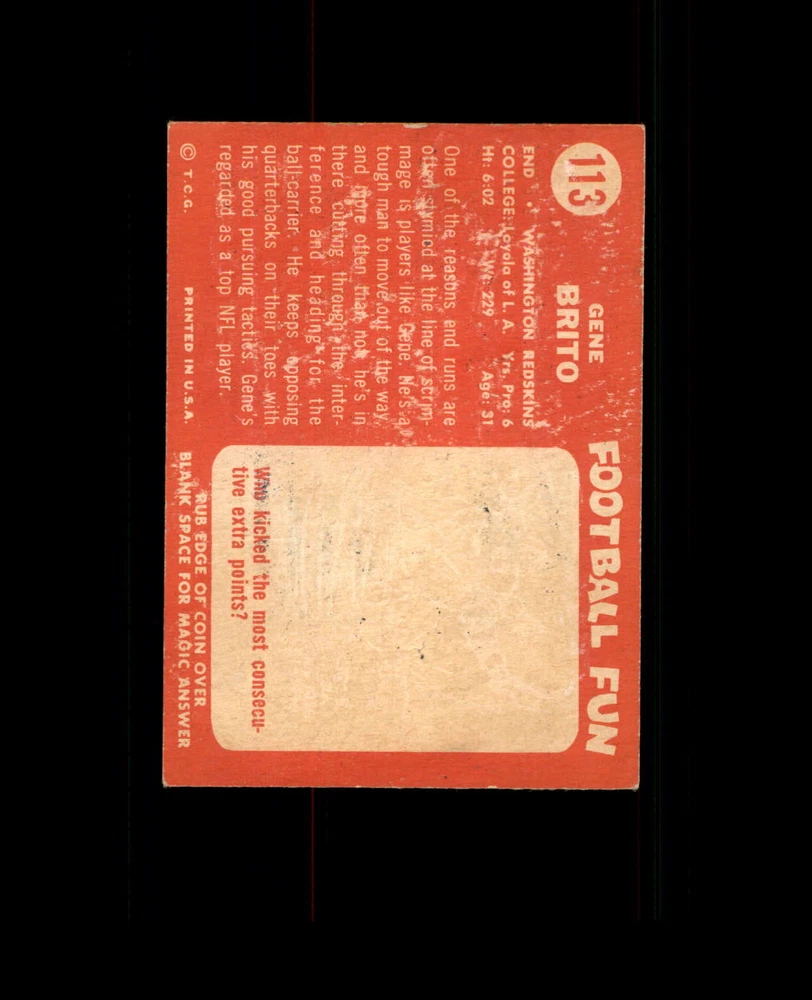 113
GENE
BRITO
END · WASHINGTON REDSKINS
COLLEGE: Loyola of L. A. Yrs. Pro: 6
Ht: 6:02 Wt: 229 Age: 31
One of the reasons end runs are
often stymied at the line of scrim-
mage is players like Gene. He's a
tough man to move out of the way
and more often than not he's in
there cutting through the inter-
ference and heading for the
ball-carrier. He keeps opposing
quarterbacks on their toes with
his good pursuing tactics. Gene's
regarded as a top NFL player.
© T.C.G. PRINTED IN U.S.A.
FOOTBALL FUN
Who kicked the most consecu-
tive extra points?
RUB EDGE OF COIN OVER
BLANK SPACE FOR MAGIC ANSWER